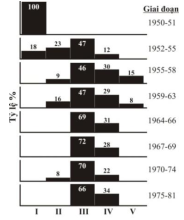 Giai đoạn
100 1950-51
18 23 47 12 1952-55
9 46 30 15 1955-58
16 47 29 8 1959-63
69 31 1964-66
72 28 1967-69
8 70 22 1970-74
66 34 1975-81
I II III IV V
Tỷ lệ %